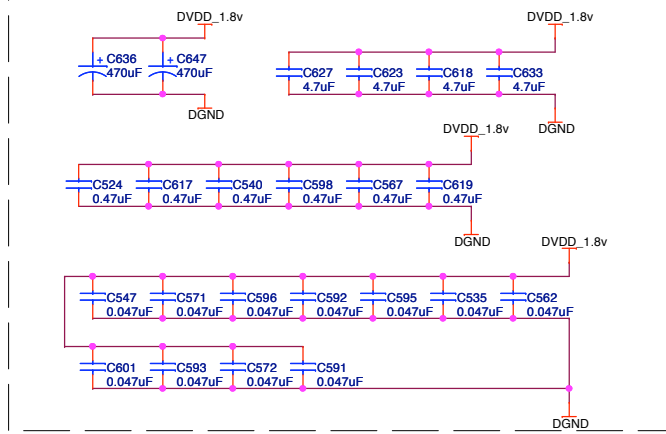 DVDD_1.8v
DVDD_1.8v
+ C636
470uF
+ C647
470uF
C627
4.7uF
C623
4.7uF
C618
4.7uF
C633
4.7uF
DGND
DGND
DVDD_1.8v
C524
0.47uF
C617
0.47uF
C540
0.47uF
C598
0.47uF
C567
0.47uF
C619
0.47uF
DGND
DVDD_1.8v
C547
0.047uF
C571
0.047uF
C596
0.047uF
C592
0.047uF
C595
0.047uF
C535
0.047uF
C562
0.047uF
C601
0.047uF
C593
0.047uF
C572
0.047uF
C591
0.047uF
DGND